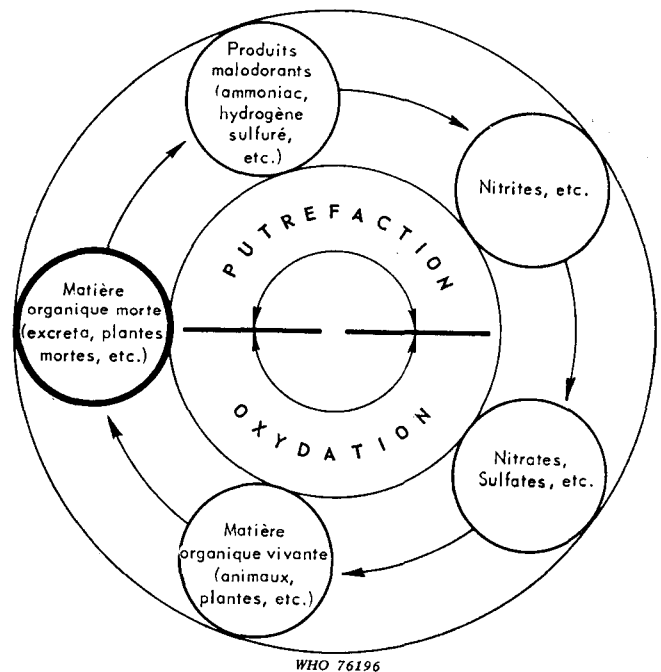 Produits
malodorants
(ammoniac,
hydrogène
sulfuré,
etc.)
Nitrites, etc.
PUTREFACTION
Matière
organique morte
(excreta, plantes
mortes, etc.)
OXYDATION
Nitrates,
Sulfates, etc.
Matière
organique vivante
(animaux,
plantes, etc.)
WHO 76196